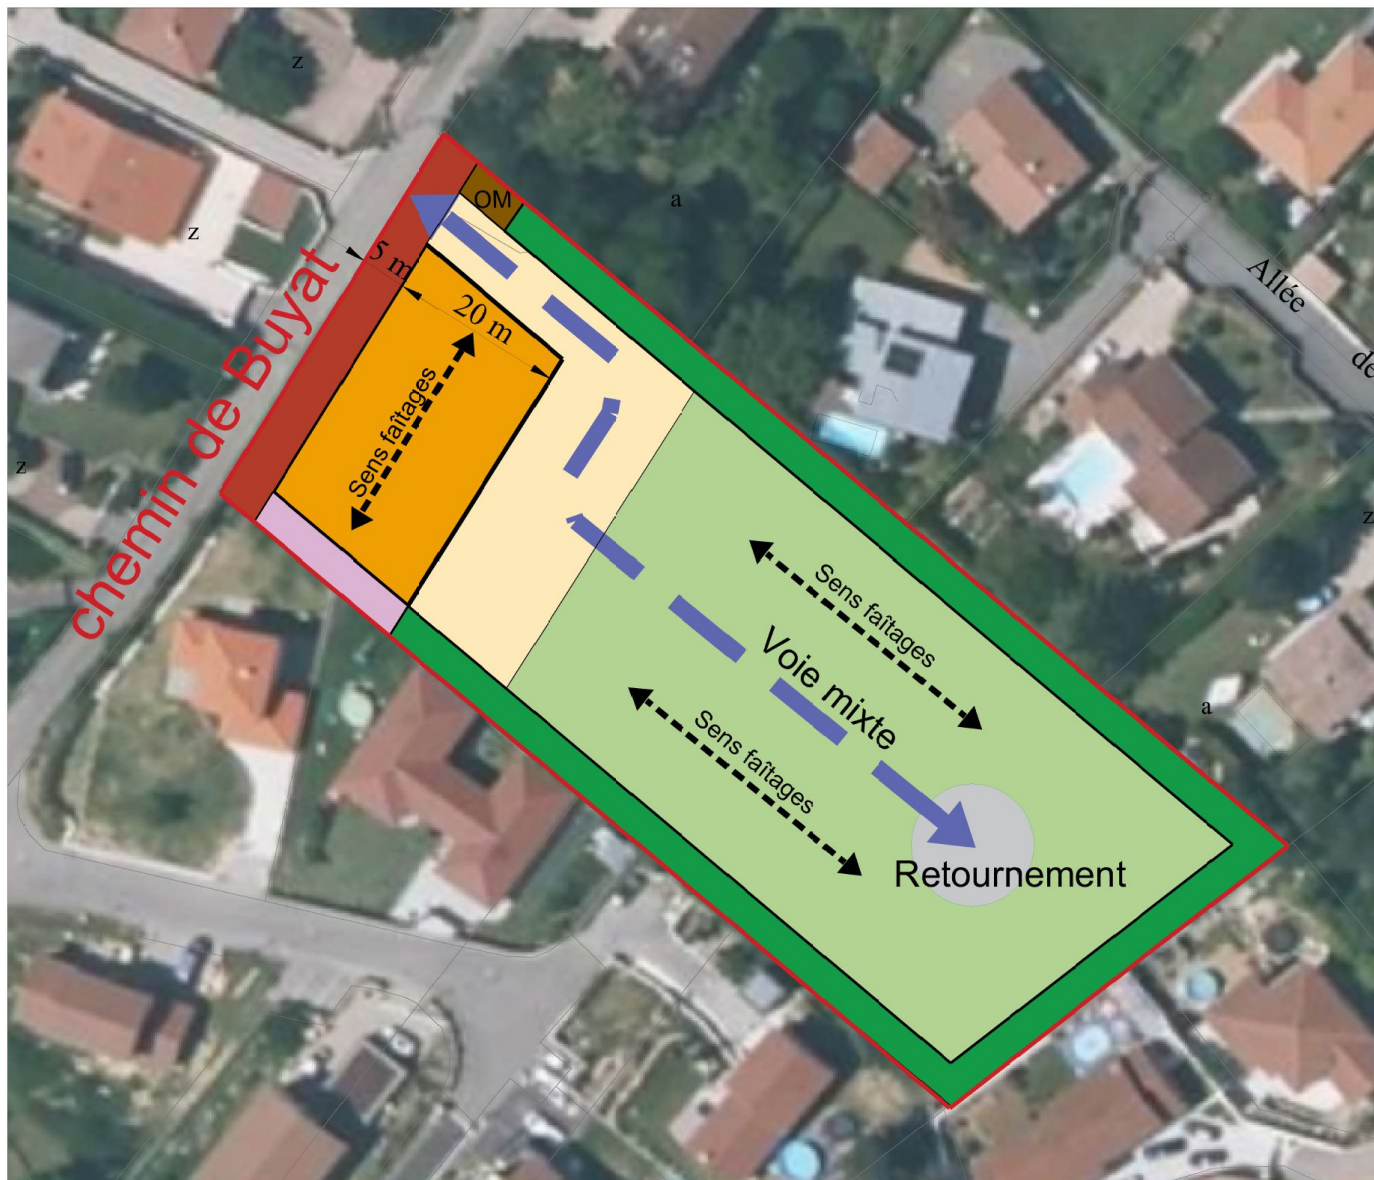 z
OM
a
z
5 m
Allée
20 m
de
chemin de Buyat
Sens faîtages
z
z
Sens faîtages
Voie mixte
a
Sens faîtages
Retournement